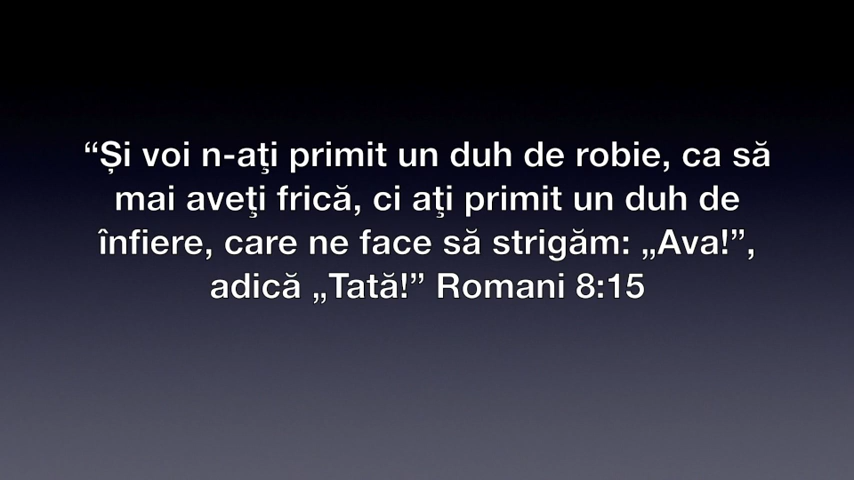 “Și voi n-aţi primit un duh de robie, ca să
mai aveţi frică, ci aţi primit un duh de
înfiere, care ne face să strigăm: „Ava!”,
adică „Tată!” Romani 8:15